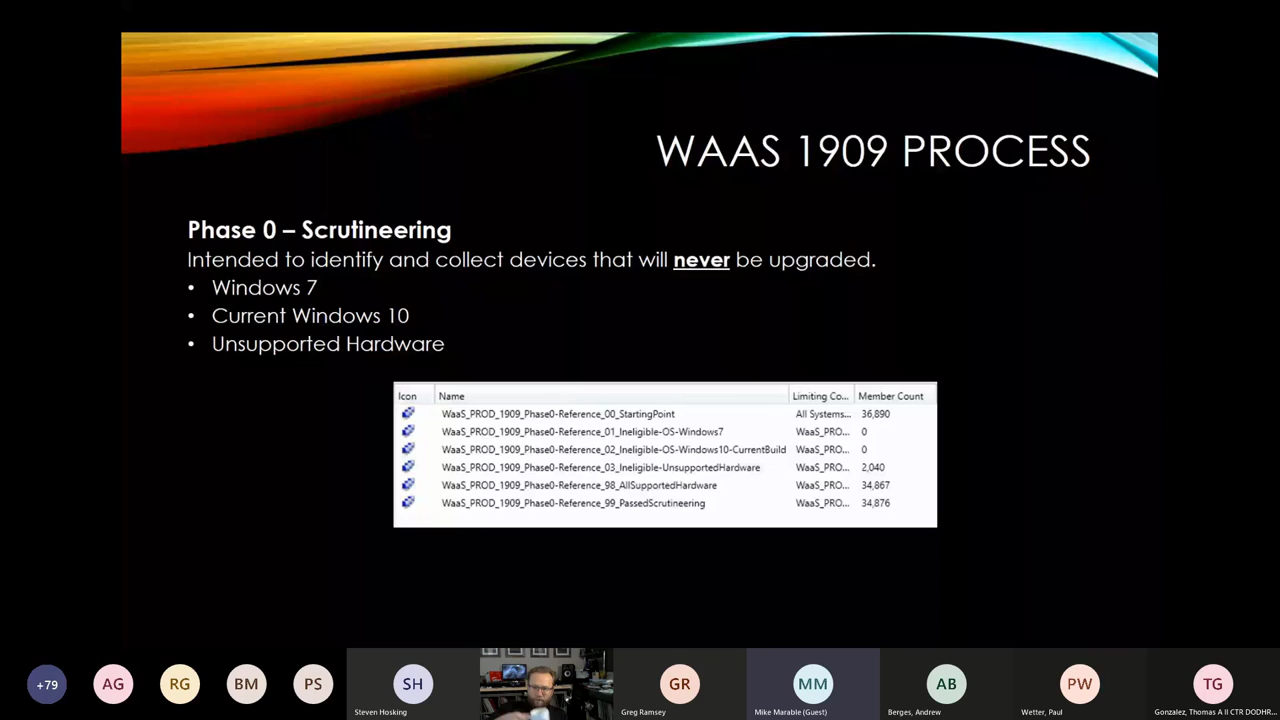 WAAS 1909 PROCESS
Phase 0 – Scrutineering
Intended to identify and collect devices that will never be upgraded.
• Windows 7
• Current Windows 10
• Unsupported Hardware
Icon Name Limiting Co... Member Count
WaaS_PROD_1909_Phase0-Reference_00_StartingPoint All Systems... 36,890
WaaS_PROD_1909_Phase0-Reference_01_Ineligible-OS-Windows7 WaaS_PRO... 0
WaaS_PROD_1909_Phase0-Reference_02_Ineligible-OS-Windows10-CurrentBuild WaaS_PRO... 0
WaaS_PROD_1909_Phase0-Reference_03_Ineligible-UnsupportedHardware WaaS_PRO... 2,040
WaaS_PROD_1909_Phase0-Reference_98_AllSupportedHardware WaaS_PRO... 34,867
WaaS_PROD_1909_Phase0-Reference_99_PassedScrutineering WaaS_PRO... 34,876
+79 AG RG BM PS SH GR MM AB PW TG
Steven Hosking Greg Ramsey Mike Marable (Guest) Berges, Andrew Wetter, Paul Gonzalez, Thomas A II CTR DODHR...